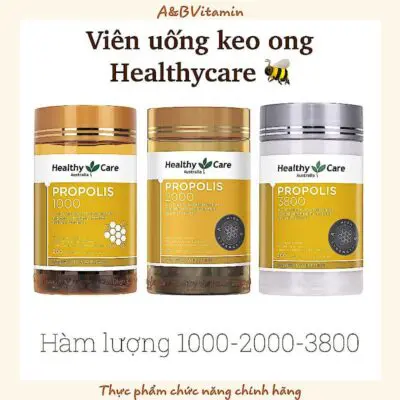 A&BVitamin
Viên uống keo ong
Healthycare
Healthy Care
Australia
PROPOLIS
1000
200
Healthy Care
Australia
PROPOLIS
2000
Healthy Care
Australia
PROPOLIS
3800
Hàm lượng 1000-2000-3800
Thực phẩm chức năng chính hãng